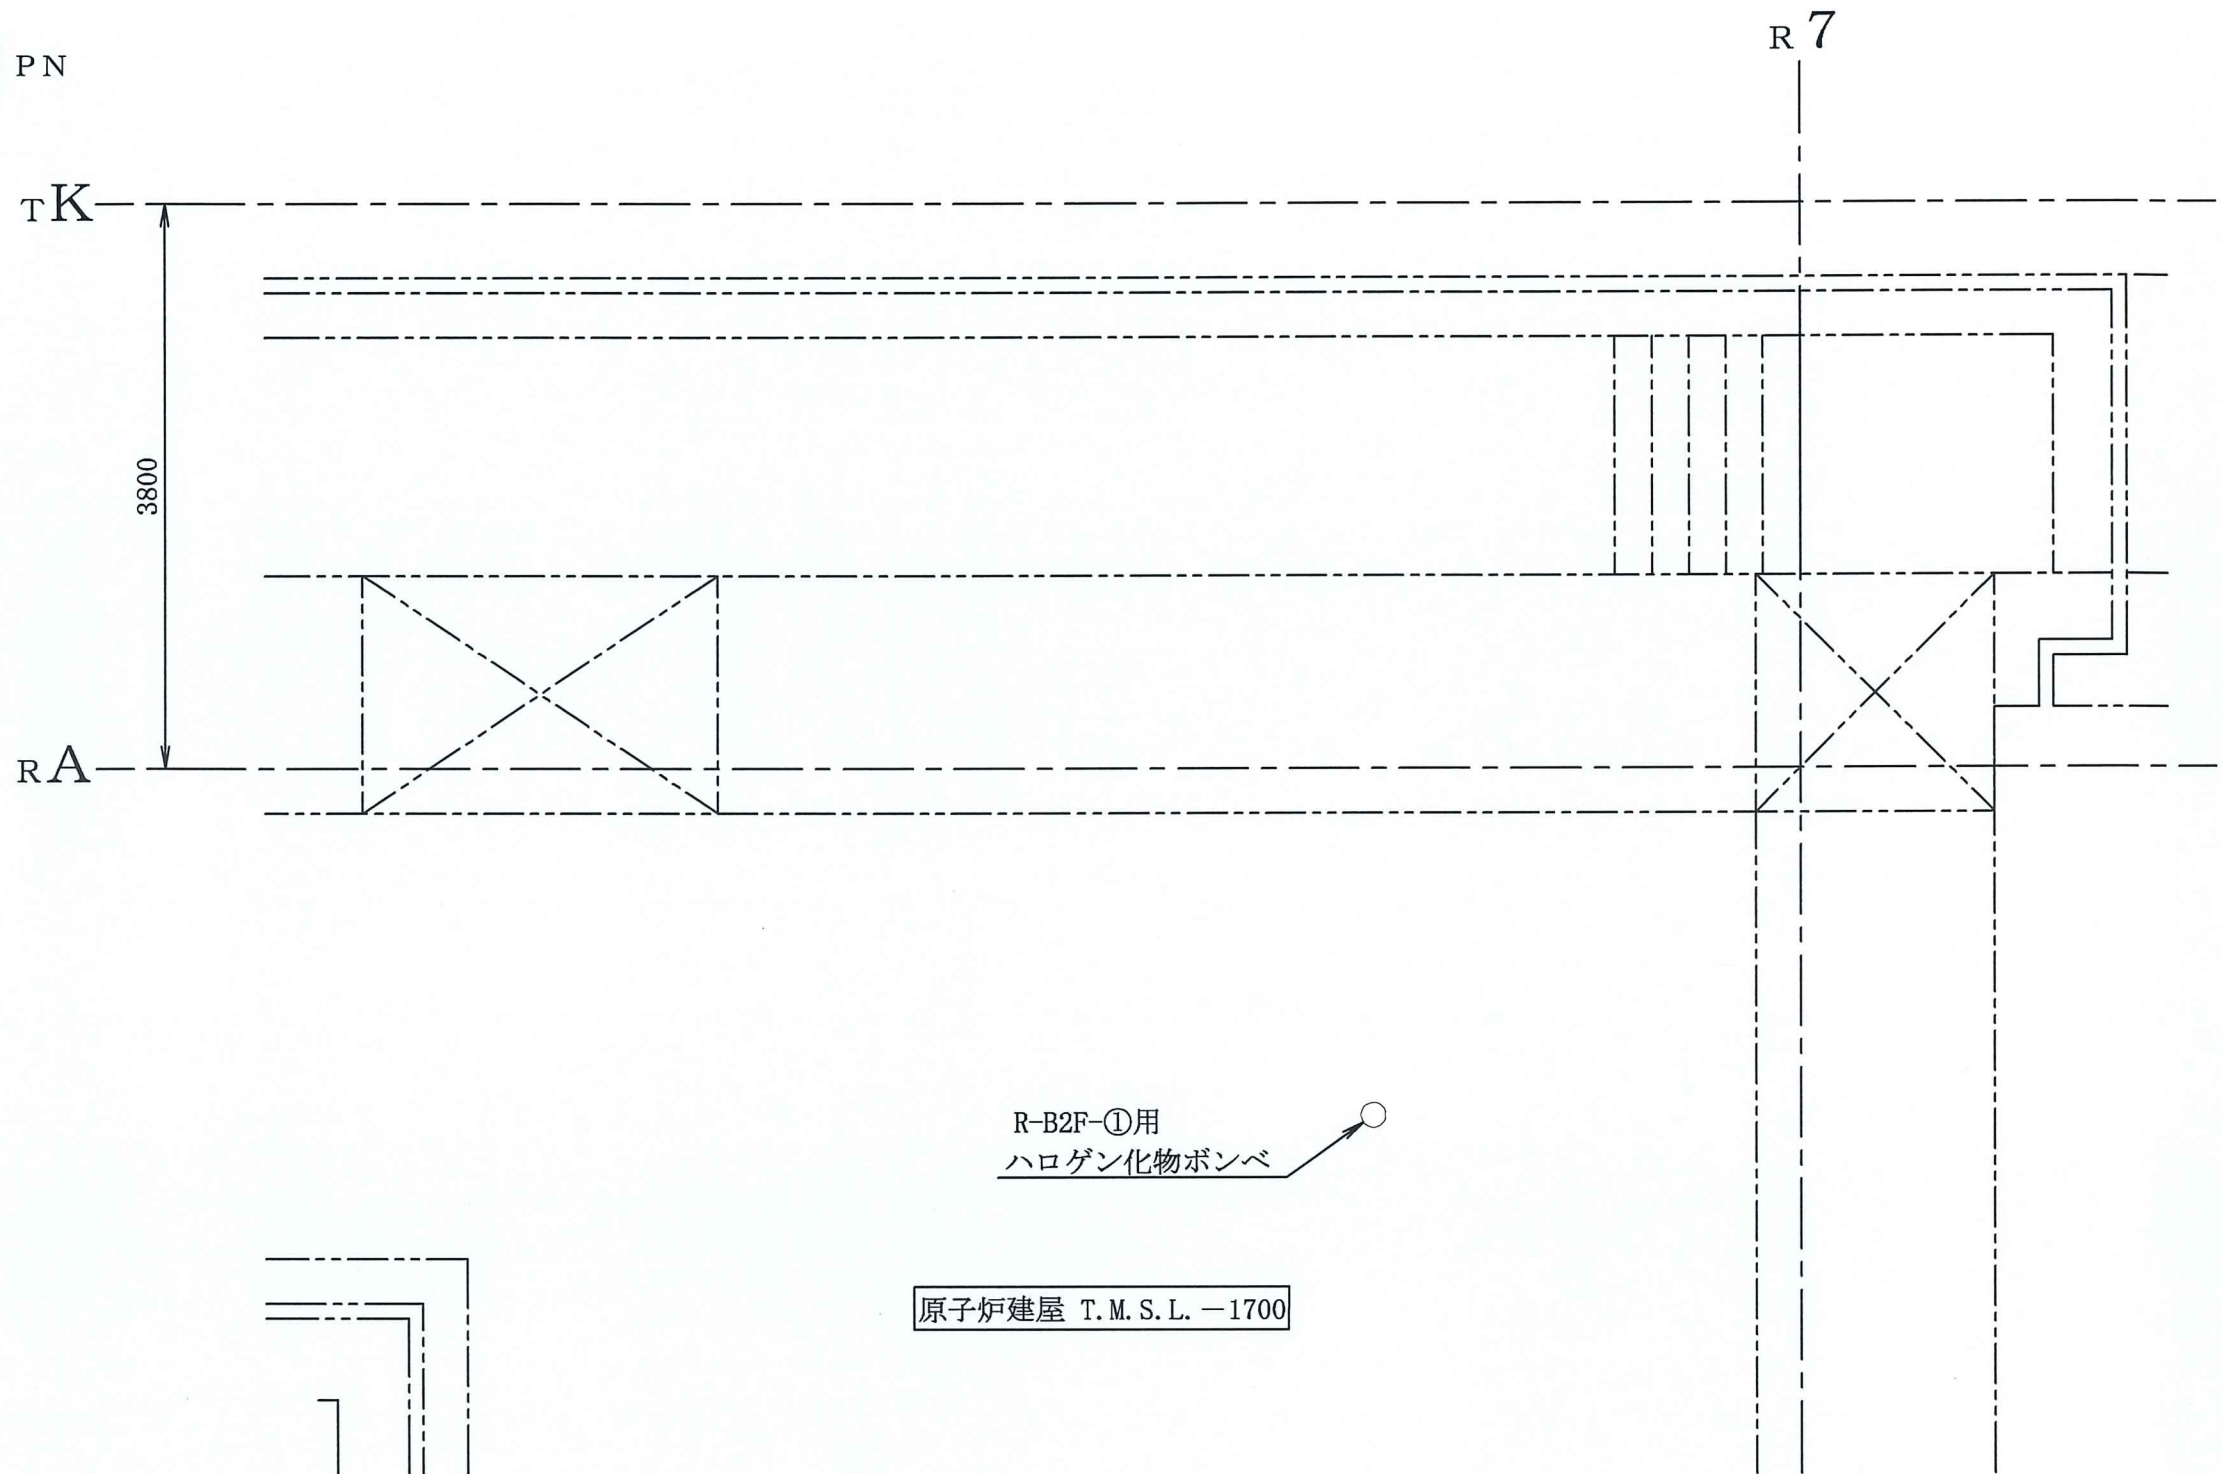 R7
PN
TK
3800
RA
R-B2F-①用
ハロゲン化物ボンベ
原子炉建屋 T.M.S.L. －1700